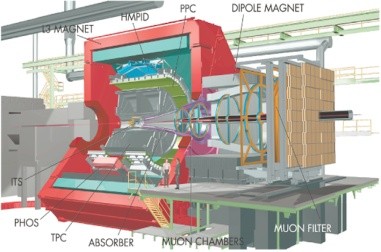 HMPID
PPC
DIPOLE MAGNET
L3 MAGNET
ITS
PHOS
TPC
ABSORBER
MUON CHAMBERS
MUON FILTER